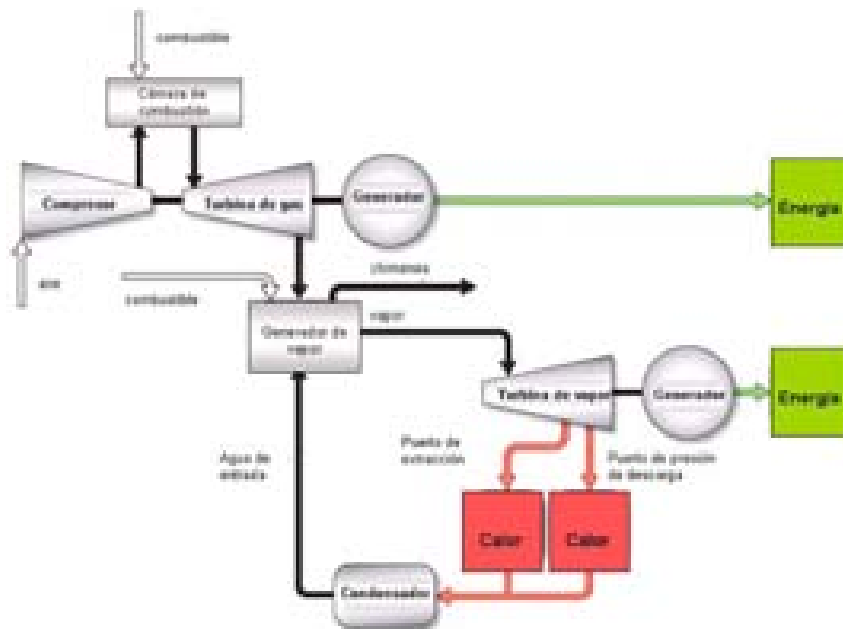 combustible
Cámara de
combustión
Compresor
Turbina de gas
Generador
Energía
aire
combustible
chimenea
Generador de
vapor
vapor
Turbina de vapor
Generador
Energía
Agua de
entrada
Punto de
extracción
Punto de presión
de descarga
Calor
Calor
Condensador